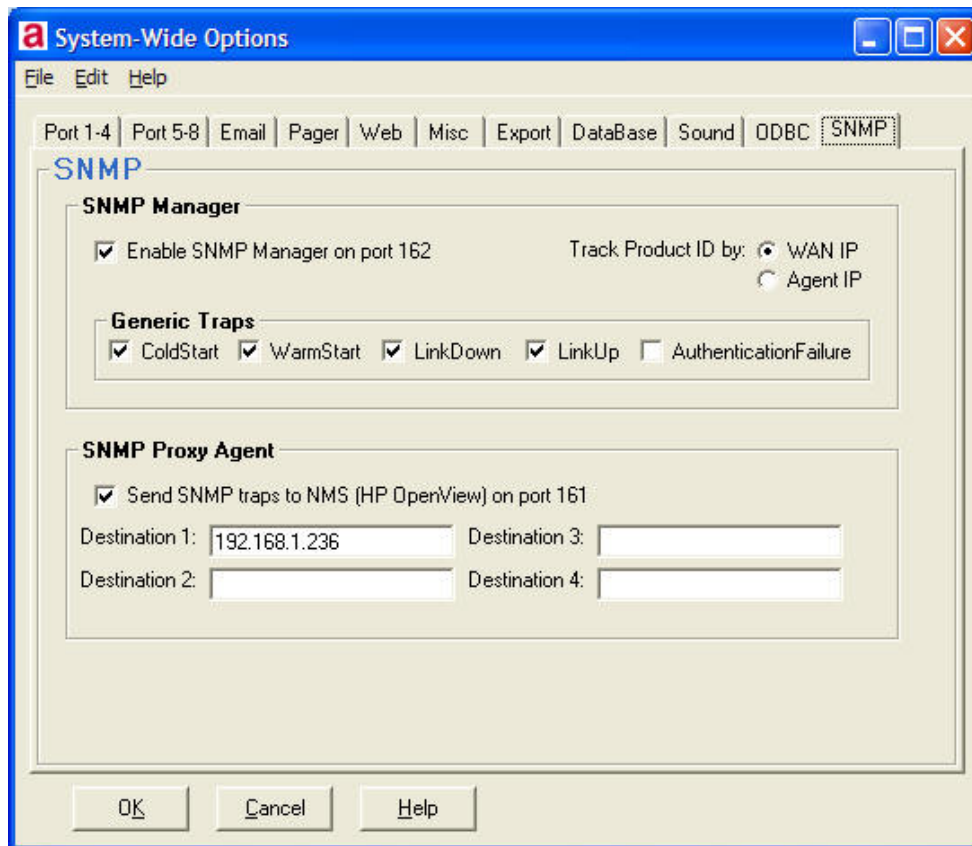 a System-Wide Options
File Edit Help
Port 1-4 Port 5-8 Email Pager Web Misc Export DataBase Sound ODBC SNMP
SNMP
SNMP Manager
Enable SNMP Manager on port 162 Track Product ID by: WAN IP
Agent IP
Generic Traps
ColdStart WarmStart LinkDown LinkUp AuthenticationFailure
SNMP Proxy Agent
Send SNMP traps to NMS (HP OpenView) on port 161
Destination 1: 192.168.1.236 Destination 3:
Destination 2: Destination 4:
OK Cancel Help